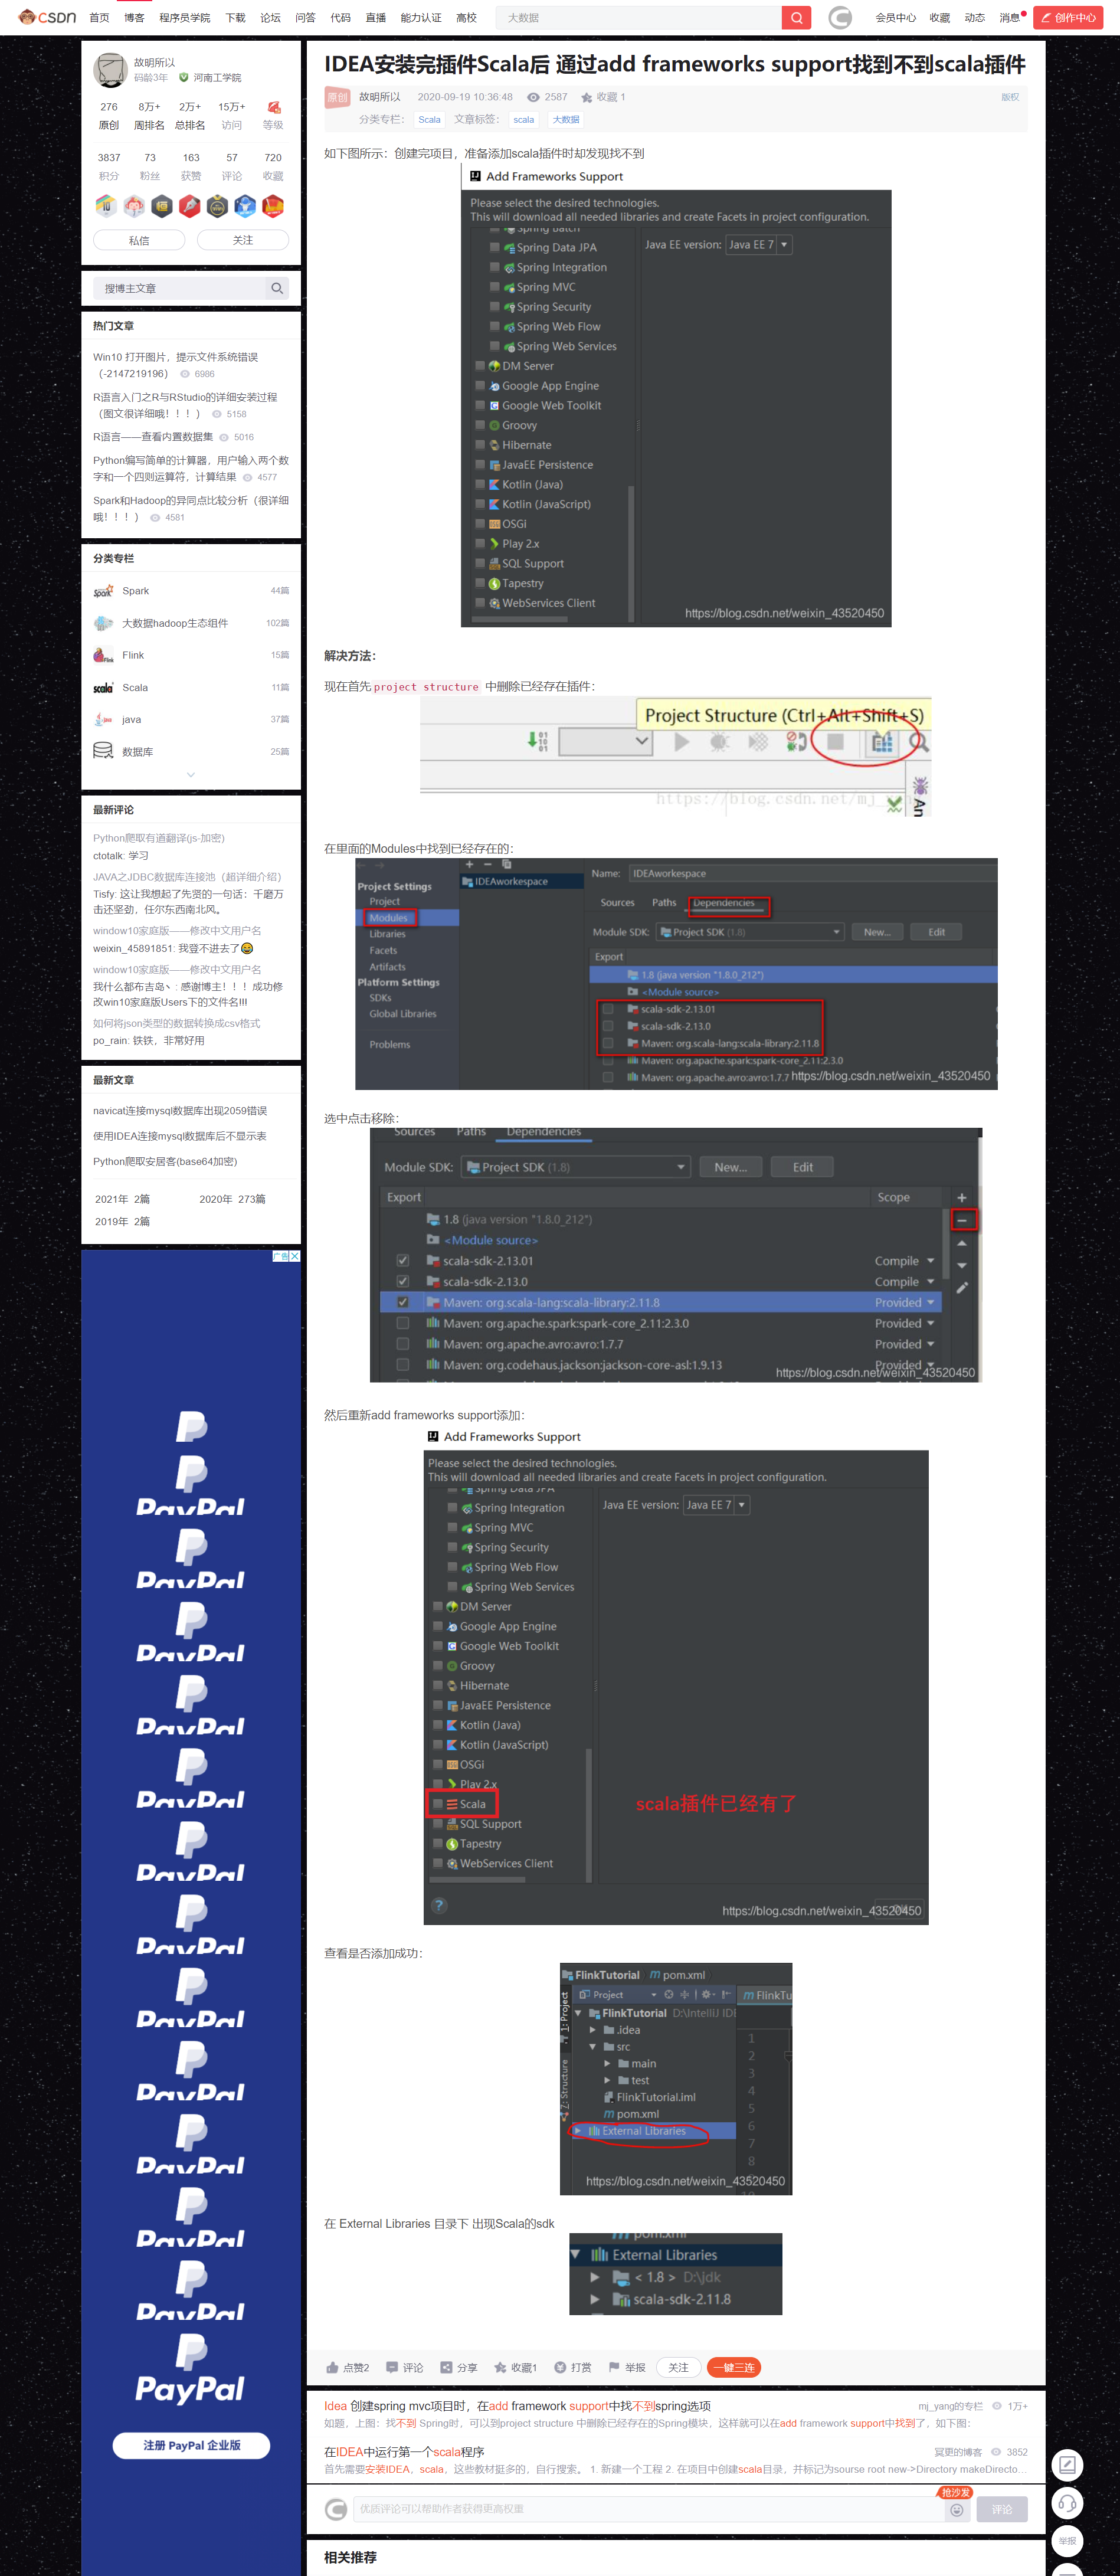 CSDN 首页 博客 程序员学院 下载 论坛 问答 代码 直播 能力认证 高校 大数据 会员中心 收藏 动态 消息 创作中心
故明所以
码龄3年 河南工学院
276 8万+ 2万+ 15万+
原创 周排名 总排名 访问 等级
3837 73 163 57 720
积分 粉丝 获赞 评论 收藏
私信 关注
搜博主文章
热门文章
Win10 打开图片，提示文件系统错误
（-2147219196） 6986
R语言入门之R与RStudio的详细安装过程
（图文很详细哦！！！） 5158
R语言——查看内置数据集 5016
Python编写简单的计算器，用户输入两个数
字和一个四则运算符，计算结果 4577
Spark和Hadoop的异同点比较分析（很详细
哦！！！） 4581
分类专栏
Spark 44篇
大数据hadoop生态组件 102篇
Flink 15篇
Scala 11篇
java 37篇
数据库 25篇
最新评论
Python爬取有道翻译(js-加密)
ctotalk: 学习
JAVA之JDBC数据库连接池（超详细介绍）
Tisfy: 这让我想起了先贤的一句话：千磨万
击还坚劲，任尔东西南北风。
window10家庭版——修改中文用户名
weixin_45891851: 我登不进去了
window10家庭版——修改中文用户名
我什么都布吉岛丶: 感谢博主！！！成功修
改win10家庭版Users下的文件名!!!
如何将json类型的数据转换成csv格式
po_rain: 铁铁，非常好用
最新文章
navicat连接mysql数据库出现2059错误
使用IDEA连接mysql数据库后不显示表
Python爬取安居客(base64加密)
2021年 2篇 2020年 273篇
2019年 2篇
广告
PayPal
PayPal
PayPal
PayPal
PayPal
PayPal
PayPal
PayPal
PayPal
PayPal
PayPal
PayPal
PayPal
注册 PayPal 企业版
IDEA安装完插件Scala后 通过add frameworks support找到不到scala插件
原创 故明所以 2020-09-19 10:36:48 2587 收藏 1 版权
分类专栏： Scala 文章标签： scala 大数据
如下图所示：创建完项目，准备添加scala插件时却发现找不到
Add Frameworks Support
Please select the desired technologies.
This will download all needed libraries and create Facets in project configuration.
Spring Batch
Spring Data JPA Java EE version: Java EE 7
Spring Integration
Spring MVC
Spring Security
Spring Web Flow
Spring Web Services
DM Server
Google App Engine
Google Web Toolkit
Groovy
Hibernate
JavaEE Persistence
Kotlin (Java)
Kotlin (JavaScript)
OSGi
Play 2.x
SQL Support
Tapestry
WebServices Client
https://blog.csdn.net/weixin_43520450
解决方法：
现在首先project structure 中删除已经存在插件：
Project Structure (Ctrl+Alt+Shift+S)
An
在里面的Modules中找到已经存在的：
Name: IDEAworkespace
IDEAworkespace
Project Settings
Project
Modules
Libraries
Facets
Artifacts
Platform Settings
SDKs
Global Libraries
Problems
Sources Paths Dependencies
Module SDK: Project SDK (1.8) New... Edit
Export
1.8 (java version "1.8.0_212")
<Module source>
scala-sdk-2.13.01
scala-sdk-2.13.0
Maven: org.scala-lang:scala-library:2.11.8
Maven: org.apache.spark:spark-core_2.11:2.3.0
Maven: org.apache.avro:avro:1.7.7
https://blog.csdn.net/weixin_43520450
选中点击移除：
Sources Paths Dependencies
Module SDK: Project SDK (1.8) New... Edit
Export Scope
1.8 (java version "1.8.0_212")
<Module source>
scala-sdk-2.13.01 Compile
scala-sdk-2.13.0 Compile
Maven: org.scala-lang:scala-library:2.11.8 Provided
Maven: org.apache.spark:spark-core_2.11:2.3.0 Provided
Maven: org.apache.avro:avro:1.7.7 Provided
Maven: org.codehaus.jackson:jackson-core-asl:1.9.13 Provided
https://blog.csdn.net/weixin_43520450
然后重新add frameworks support添加：
Add Frameworks Support
Please select the desired technologies.
This will download all needed libraries and create Facets in project configuration.
Spring Data JPA
Spring Integration Java EE version: Java EE 7
Spring MVC
Spring Security
Spring Web Flow
Spring Web Services
DM Server
Google App Engine
Google Web Toolkit
Groovy
Hibernate
JavaEE Persistence
Kotlin (Java)
Kotlin (JavaScript)
OSGi
Play 2.x
Scala scala插件已经有了
SQL Support
Tapestry
WebServices Client
https://blog.csdn.net/weixin_43520450
查看是否添加成功：
FlinkTutorial pom.xml
1: Project
Z: Structure
Project FlinkTu
FlinkTutorial D:\IntelliJ IDE
.idea 1
src 2
main 3
test 4
FlinkTutorial.iml 5
pom.xml 6
External Libraries 7
8
https://blog.csdn.net/weixin_43520450
在 External Libraries 目录下 出现Scala的sdk
pom.xml
External Libraries
< 1.8 > D:\jdk
scala-sdk-2.11.8
点赞2 评论 分享 收藏1 打赏 举报 关注 一键三连
Idea 创建spring mvc项目时，在add framework support中找不到spring选项 mj_yang的专栏 1万+
如题，上图：找不到 Spring时，可以到project structure 中删除已经存在的Spring模块，这样就可以在add framework support中找到了，如下图：
在IDEA中运行第一个scala程序 冥更的博客 3852
首先需要安装IDEA，scala，这些教材挺多的，自行搜索。 1. 新建一个工程 2. 在项目中创建scala目录，并标记为sourse root new->Directory makeDirecto...
抢沙发
优质评论可以帮助作者获得更高权重 评论
相关推荐
举报